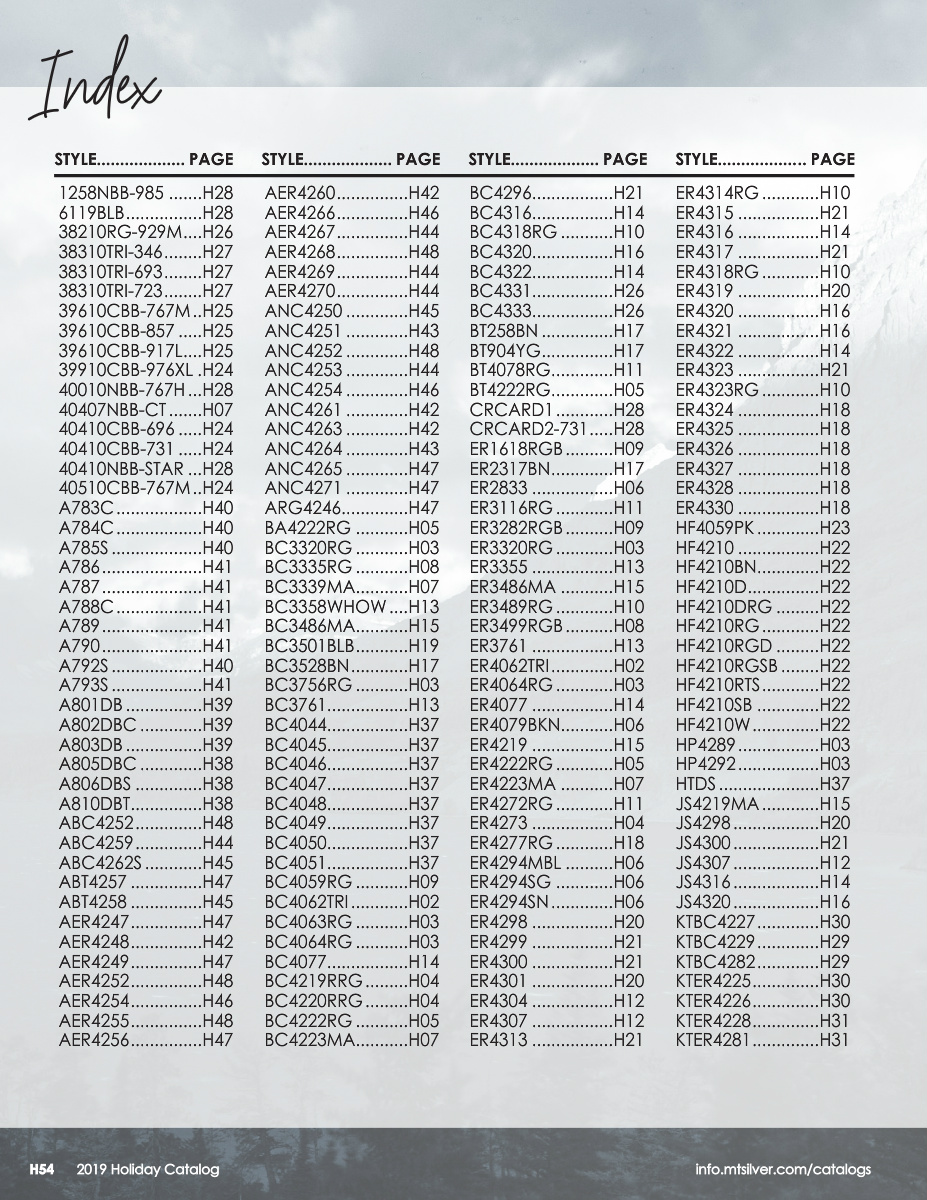 Index
STYLE................... PAGE
1258NBB-985 .......H28
6119BLB................H28
38210RG-929M....H26
38310TRI-346........H27
38310TRI-693........H27
38310TRI-723........H27
39610CBB-767M ..H25
39610CBB-857 ......H25
39610CBB-917L....H25
39910CBB-976XL .H24
40010NBB-767H ...H28
40407NBB-CT .......H07
40410CBB-696 .....H24
40410CBB-731 .....H24
40410NBB-STAR ...H28
40510CBB-767M ..H24
A783C ..................H40
A784C ..................H40
A785S ...................H40
A786 .....................H41
A787 .....................H41
A788C ..................H41
A789 .....................H41
A790 .....................H41
A792S ...................H40
A793S ...................H41
A801DB ................H39
A802DBC .............H39
A803DB ................H39
A805DBC .............H38
A806DBS ..............H38
A810DBT...............H38
ABC4252..............H48
ABC4259..............H44
ABC4262S ............H45
ABT4257 ...............H47
ABT4258 ...............H45
AER4247...............H47
AER4248...............H42
AER4249...............H47
AER4252...............H48
AER4254...............H46
AER4255...............H48
AER4256...............H47
STYLE................... PAGE
AER4260...............H42
AER4266...............H46
AER4267...............H44
AER4268...............H48
AER4269...............H44
AER4270...............H44
ANC4250 .............H45
ANC4251 .............H43
ANC4252 .............H48
ANC4253 .............H44
ANC4254 .............H46
ANC4261 .............H42
ANC4263 .............H42
ANC4264 .............H43
ANC4265 .............H47
ANC4271 .............H47
ARG4246..............H47
BA4222RG ............H05
BC3320RG ...........H03
BC3335RG ...........H08
BC3339MA...........H07
BC3358WHOW ....H13
BC3486MA...........H15
BC3501BLB...........H19
BC3528BN............H17
BC3756RG ...........H03
BC3761.................H13
BC4044.................H37
BC4045.................H37
BC4046.................H37
BC4047.................H37
BC4048.................H37
BC4049.................H37
BC4050.................H37
BC4051.................H37
BC4059RG ...........H09
BC4062TRI ............H02
BC4063RG ...........H03
BC4064RG ...........H03
BC4077.................H14
BC4219RRG .........H04
BC4220RRG .........H04
BC4222RG ...........H05
BC4223MA...........H07
STYLE................... PAGE
BC4296.................H21
BC4316.................H14
BC4318RG ...........H10
BC4320.................H16
BC4322.................H14
BC4331.................H26
BC4333.................H26
BT258BN................H17
BT904YG...............H17
BT4078RG.............H11
BT4222RG.............H05
CRCARD1 ............H28
CRCARD2-731.....H28
ER1618RGB ..........H09
ER2317BN.............H17
ER2833 .................H06
ER3116RG ............H11
ER3282RGB ..........H09
ER3320RG ............H03
ER3355 .................H13
ER3486MA ...........H15
ER3489RG ............H10
ER3499RGB ..........H08
ER3761 .................H13
ER4062TRI .............H02
ER4064RG ............H03
ER4077 .................H14
ER4079BKN...........H06
ER4219 .................H15
ER4222RG ............H05
ER4223MA ...........H07
ER4272RG ............H11
ER4273 .................H04
ER4277RG ............H18
ER4294MBL ..........H06
ER4294SG ............H06
ER4294SN .............H06
ER4298 .................H20
ER4299 .................H21
ER4300 .................H21
ER4301 .................H20
ER4304 .................H12
ER4307 .................H12
ER4313 .................H21
STYLE................... PAGE
ER4314RG ............H10
ER4315 .................H21
ER4316 .................H14
ER4317 .................H21
ER4318RG ............H10
ER4319 .................H20
ER4320 .................H16
ER4321 .................H16
ER4322 .................H14
ER4323 .................H21
ER4323RG ............H10
ER4324 .................H18
ER4325 .................H18
ER4326 .................H18
ER4327 .................H18
ER4328 .................H18
ER4330 .................H18
HF4059PK .............H23
HF4210 .................H22
HF4210BN.............H22
HF4210D...............H22
HF4210DRG .........H22
HF4210RG ............H22
HF4210RGD .........H22
HF4210RGSB ........H22
HF4210RTS............H22
HF4210SB .............H22
HF4210W..............H22
HP4289.................H03
HP4292.................H03
HTDS .....................H37
JS4219MA ............H15
JS4298..................H20
JS4300..................H21
JS4307..................H12
JS4316..................H14
JS4320..................H16
KTBC4227.............H30
KTBC4229.............H29
KTBC4282.............H29
KTER4225..............H30
KTER4226..............H30
KTER4228..............H31
KTER4281..............H31
H54 2019 Holiday Catalog
info.mtsilver.com/catalogs